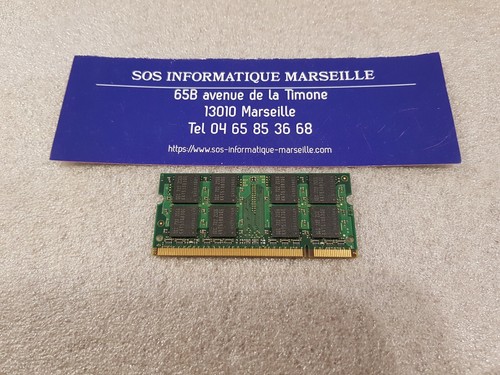 SOS INFORMATIQUE MARSEILLE
65B avenue de la Timone
13010 Marseille
Tel 04 65 85 36 68
https://www.sos-informatique-marseille.com